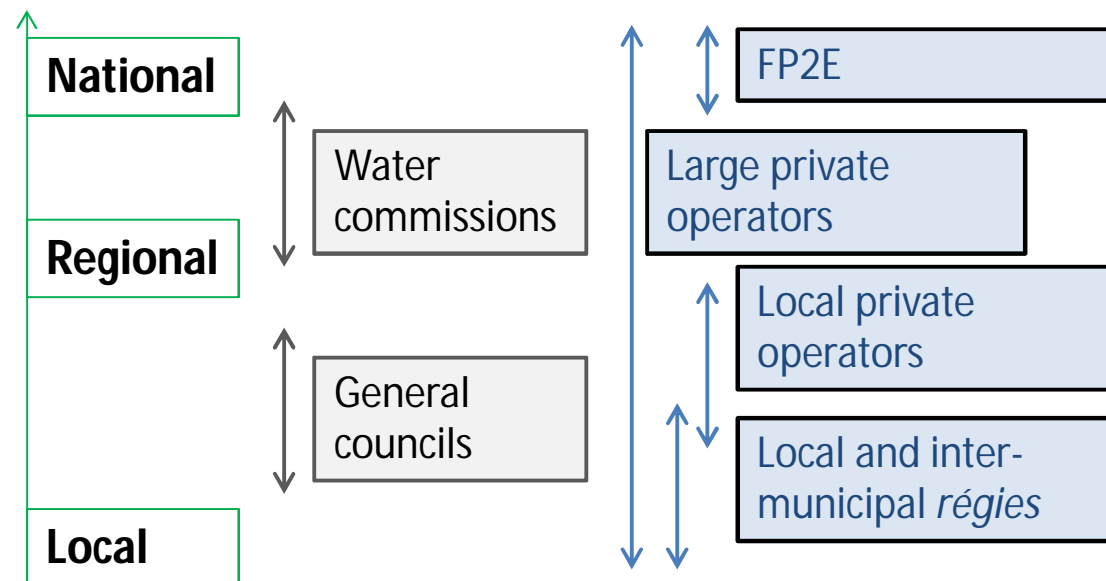 National
Regional
Local
Water
commissions
General
councils
FP2E
Large private
operators
Local private
operators
Local and inter-
municipal régies